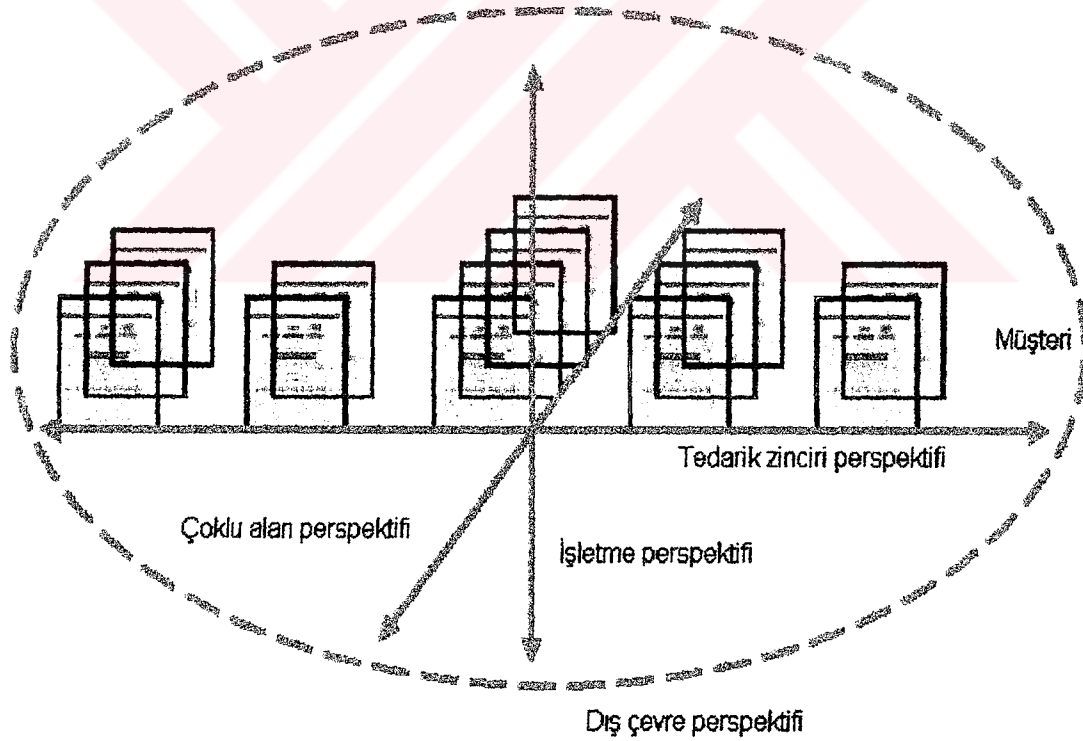 Müşteri
Tedarik zinciri perspektifi
Çoklu alan perspektifi
İşletme perspektifi
Dış çevre perspektifi